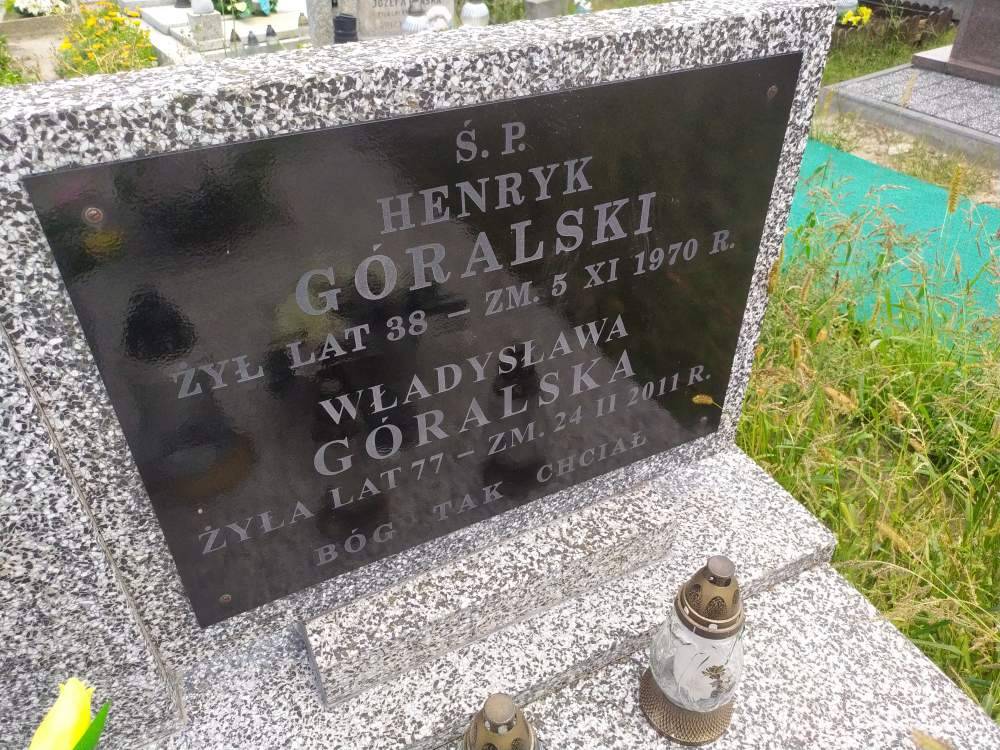 Ś. P.
HENRYK
GÓRALSKI
ŻYŁ LAT 38 – ZM. 5 XI 1970 R.
WŁADYSŁAWA
GÓRALSKA
ŻYŁA LAT 77 – ZM. 24 II 2011 R.
BÓG TAK CHCIAŁ